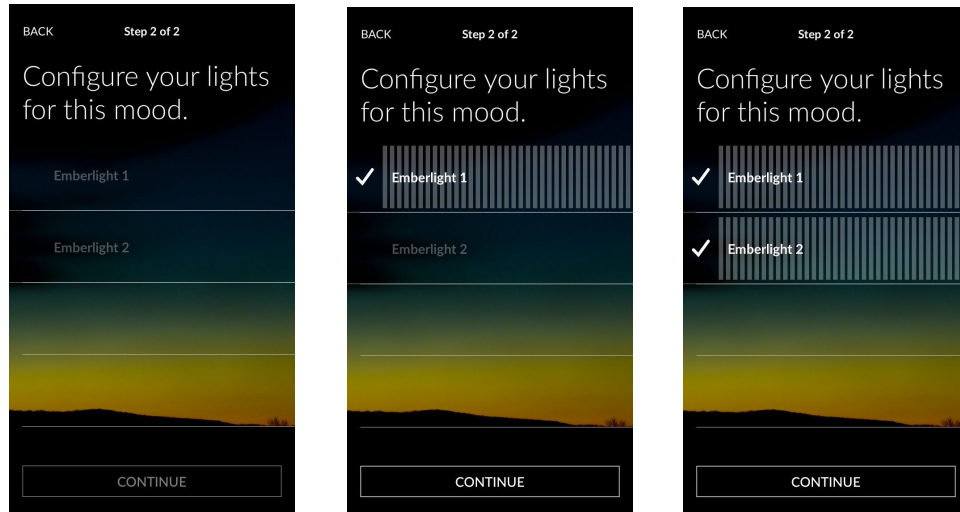 BACK Step 2 of 2
Configure your lights
for this mood.
Emberlight 1
Emberlight 2
CONTINUE
BACK Step 2 of 2
Configure your lights
for this mood.
Emberlight 1
Emberlight 2
CONTINUE
BACK Step 2 of 2
Configure your lights
for this mood.
Emberlight 1
Emberlight 2
CONTINUE